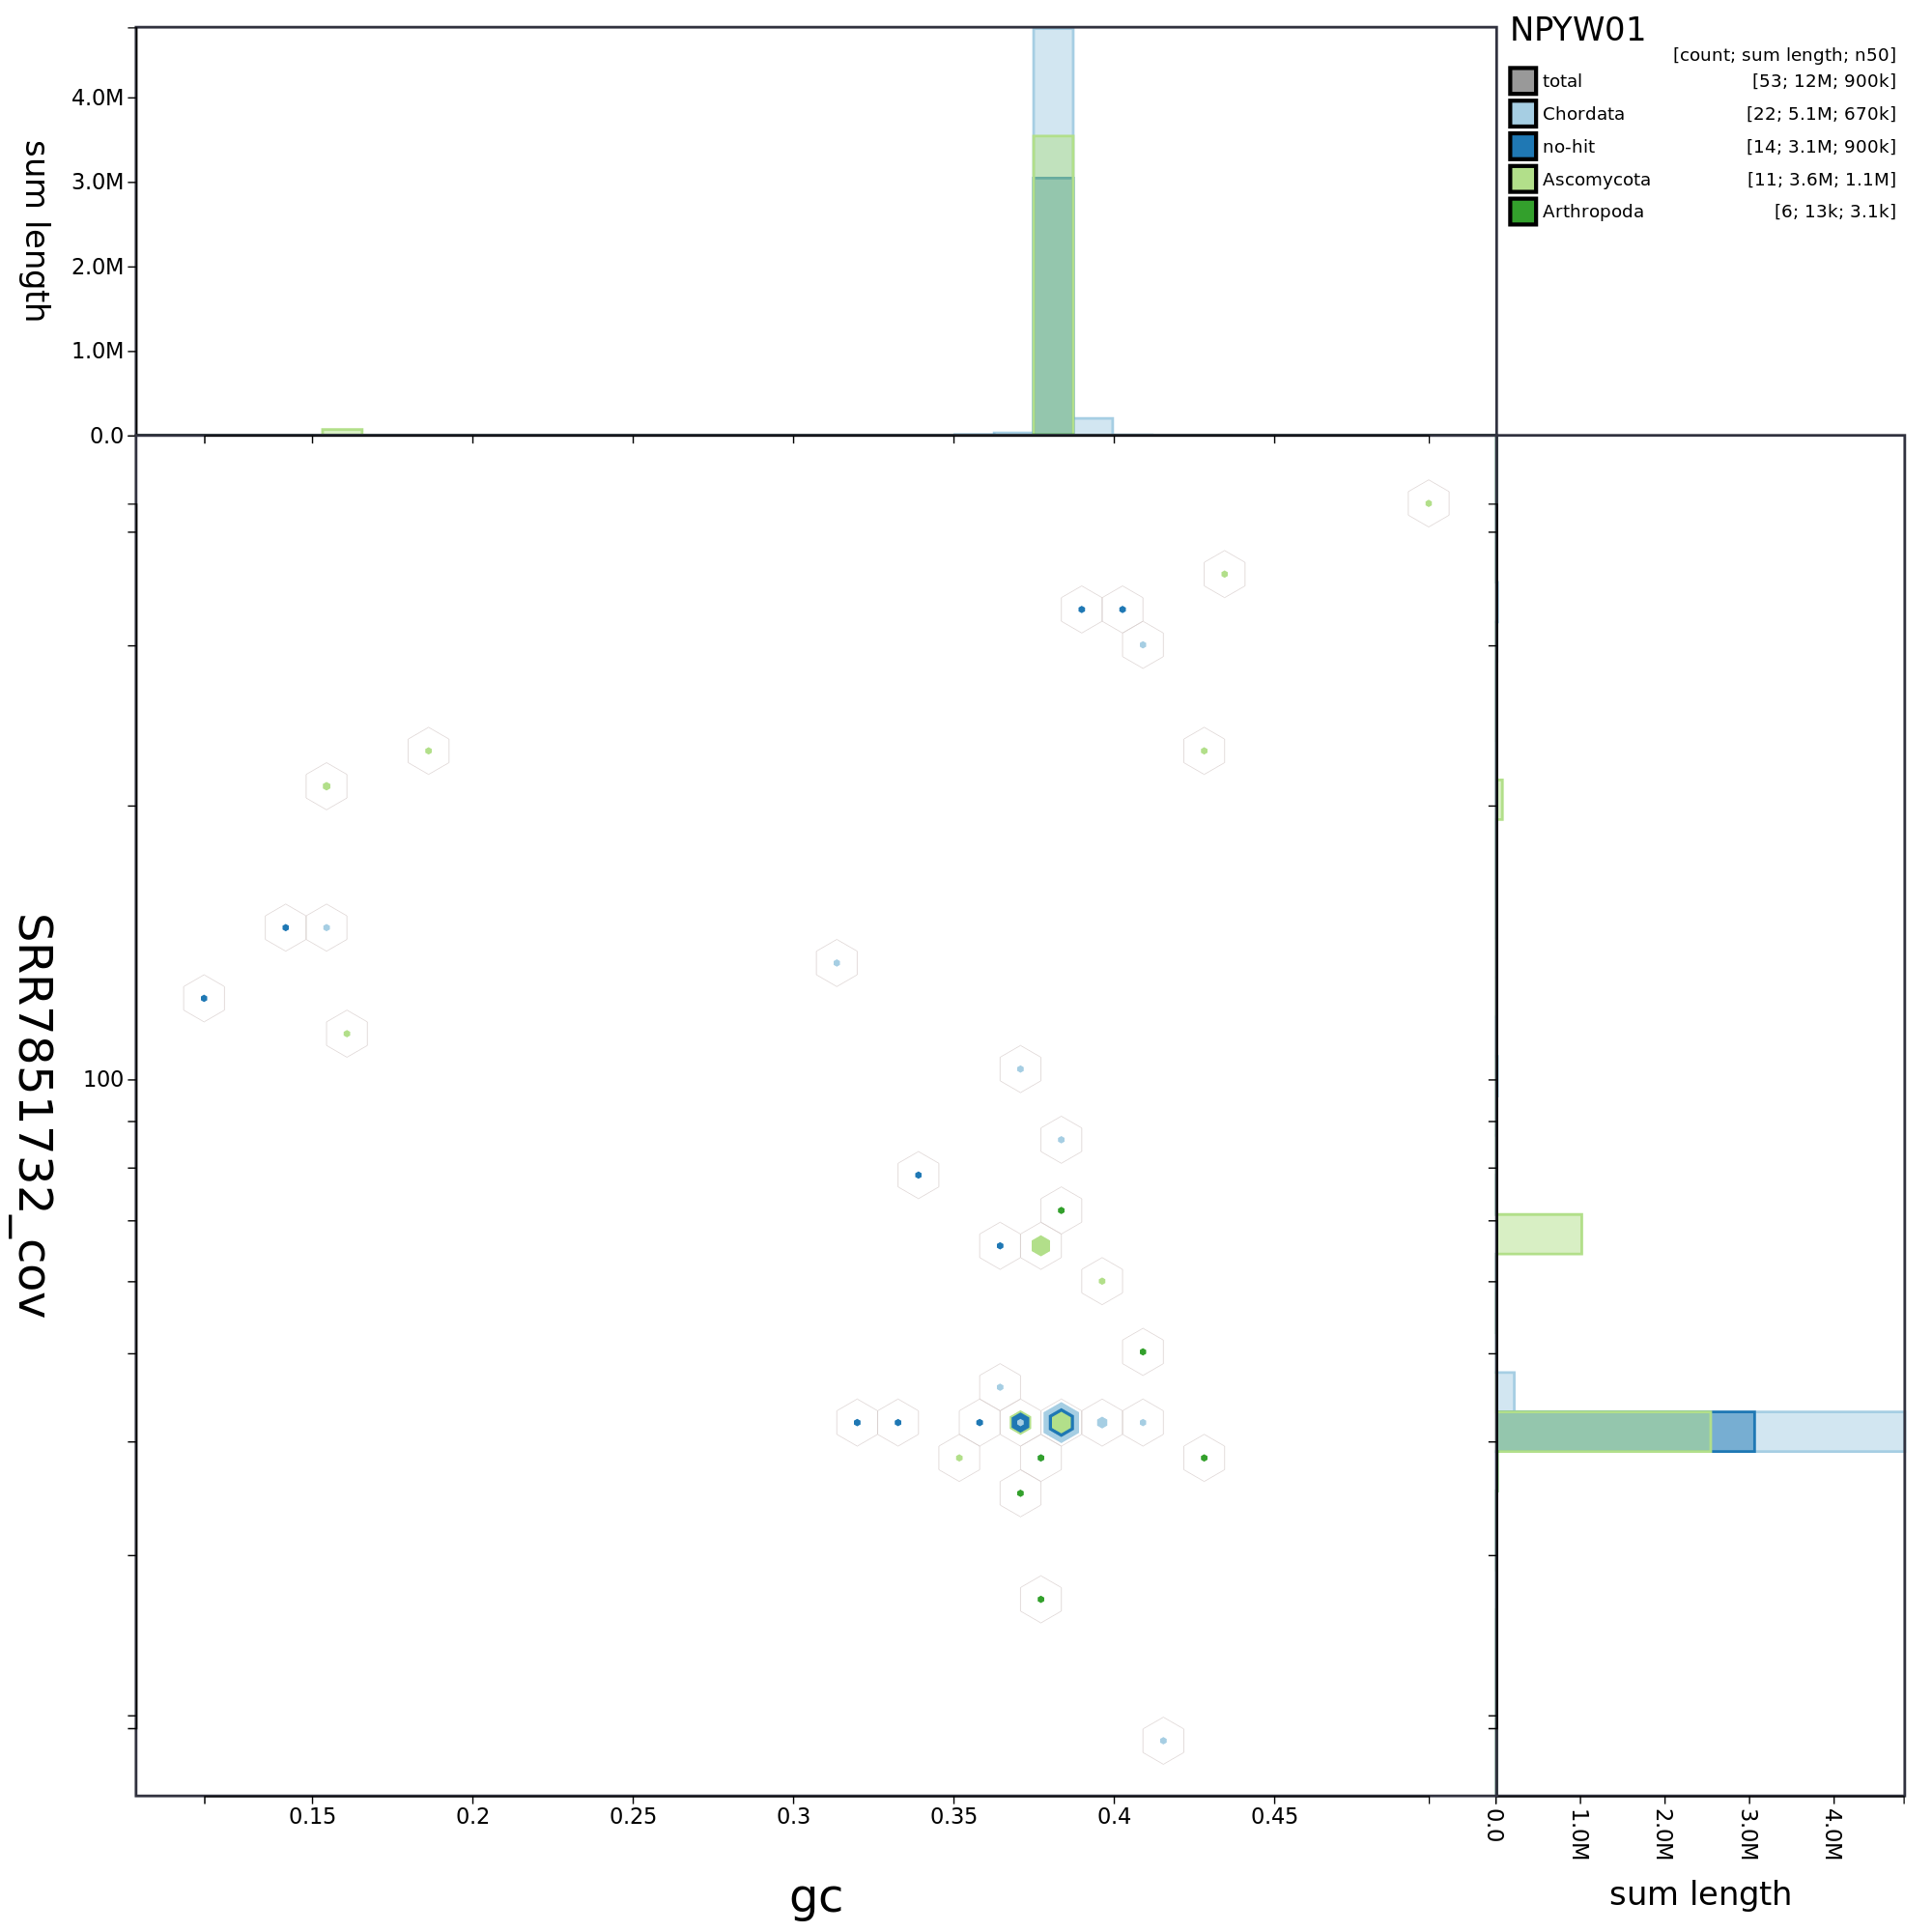 NPYW01
[count; sum length; n50]
total [53; 12M; 900k]
Chordata [22; 5.1M; 670k]
no-hit [14; 3.1M; 900k]
Ascomycota [11; 3.6M; 1.1M]
Arthropoda [6; 13k; 3.1k]
sum length
4.0M
3.0M
2.0M
1.0M
0.0
SRR7851732_cov
100
0.15 0.2 0.25 0.3 0.35 0.4 0.45
gc
0.0 1.0M 2.0M 3.0M 4.0M
sum length